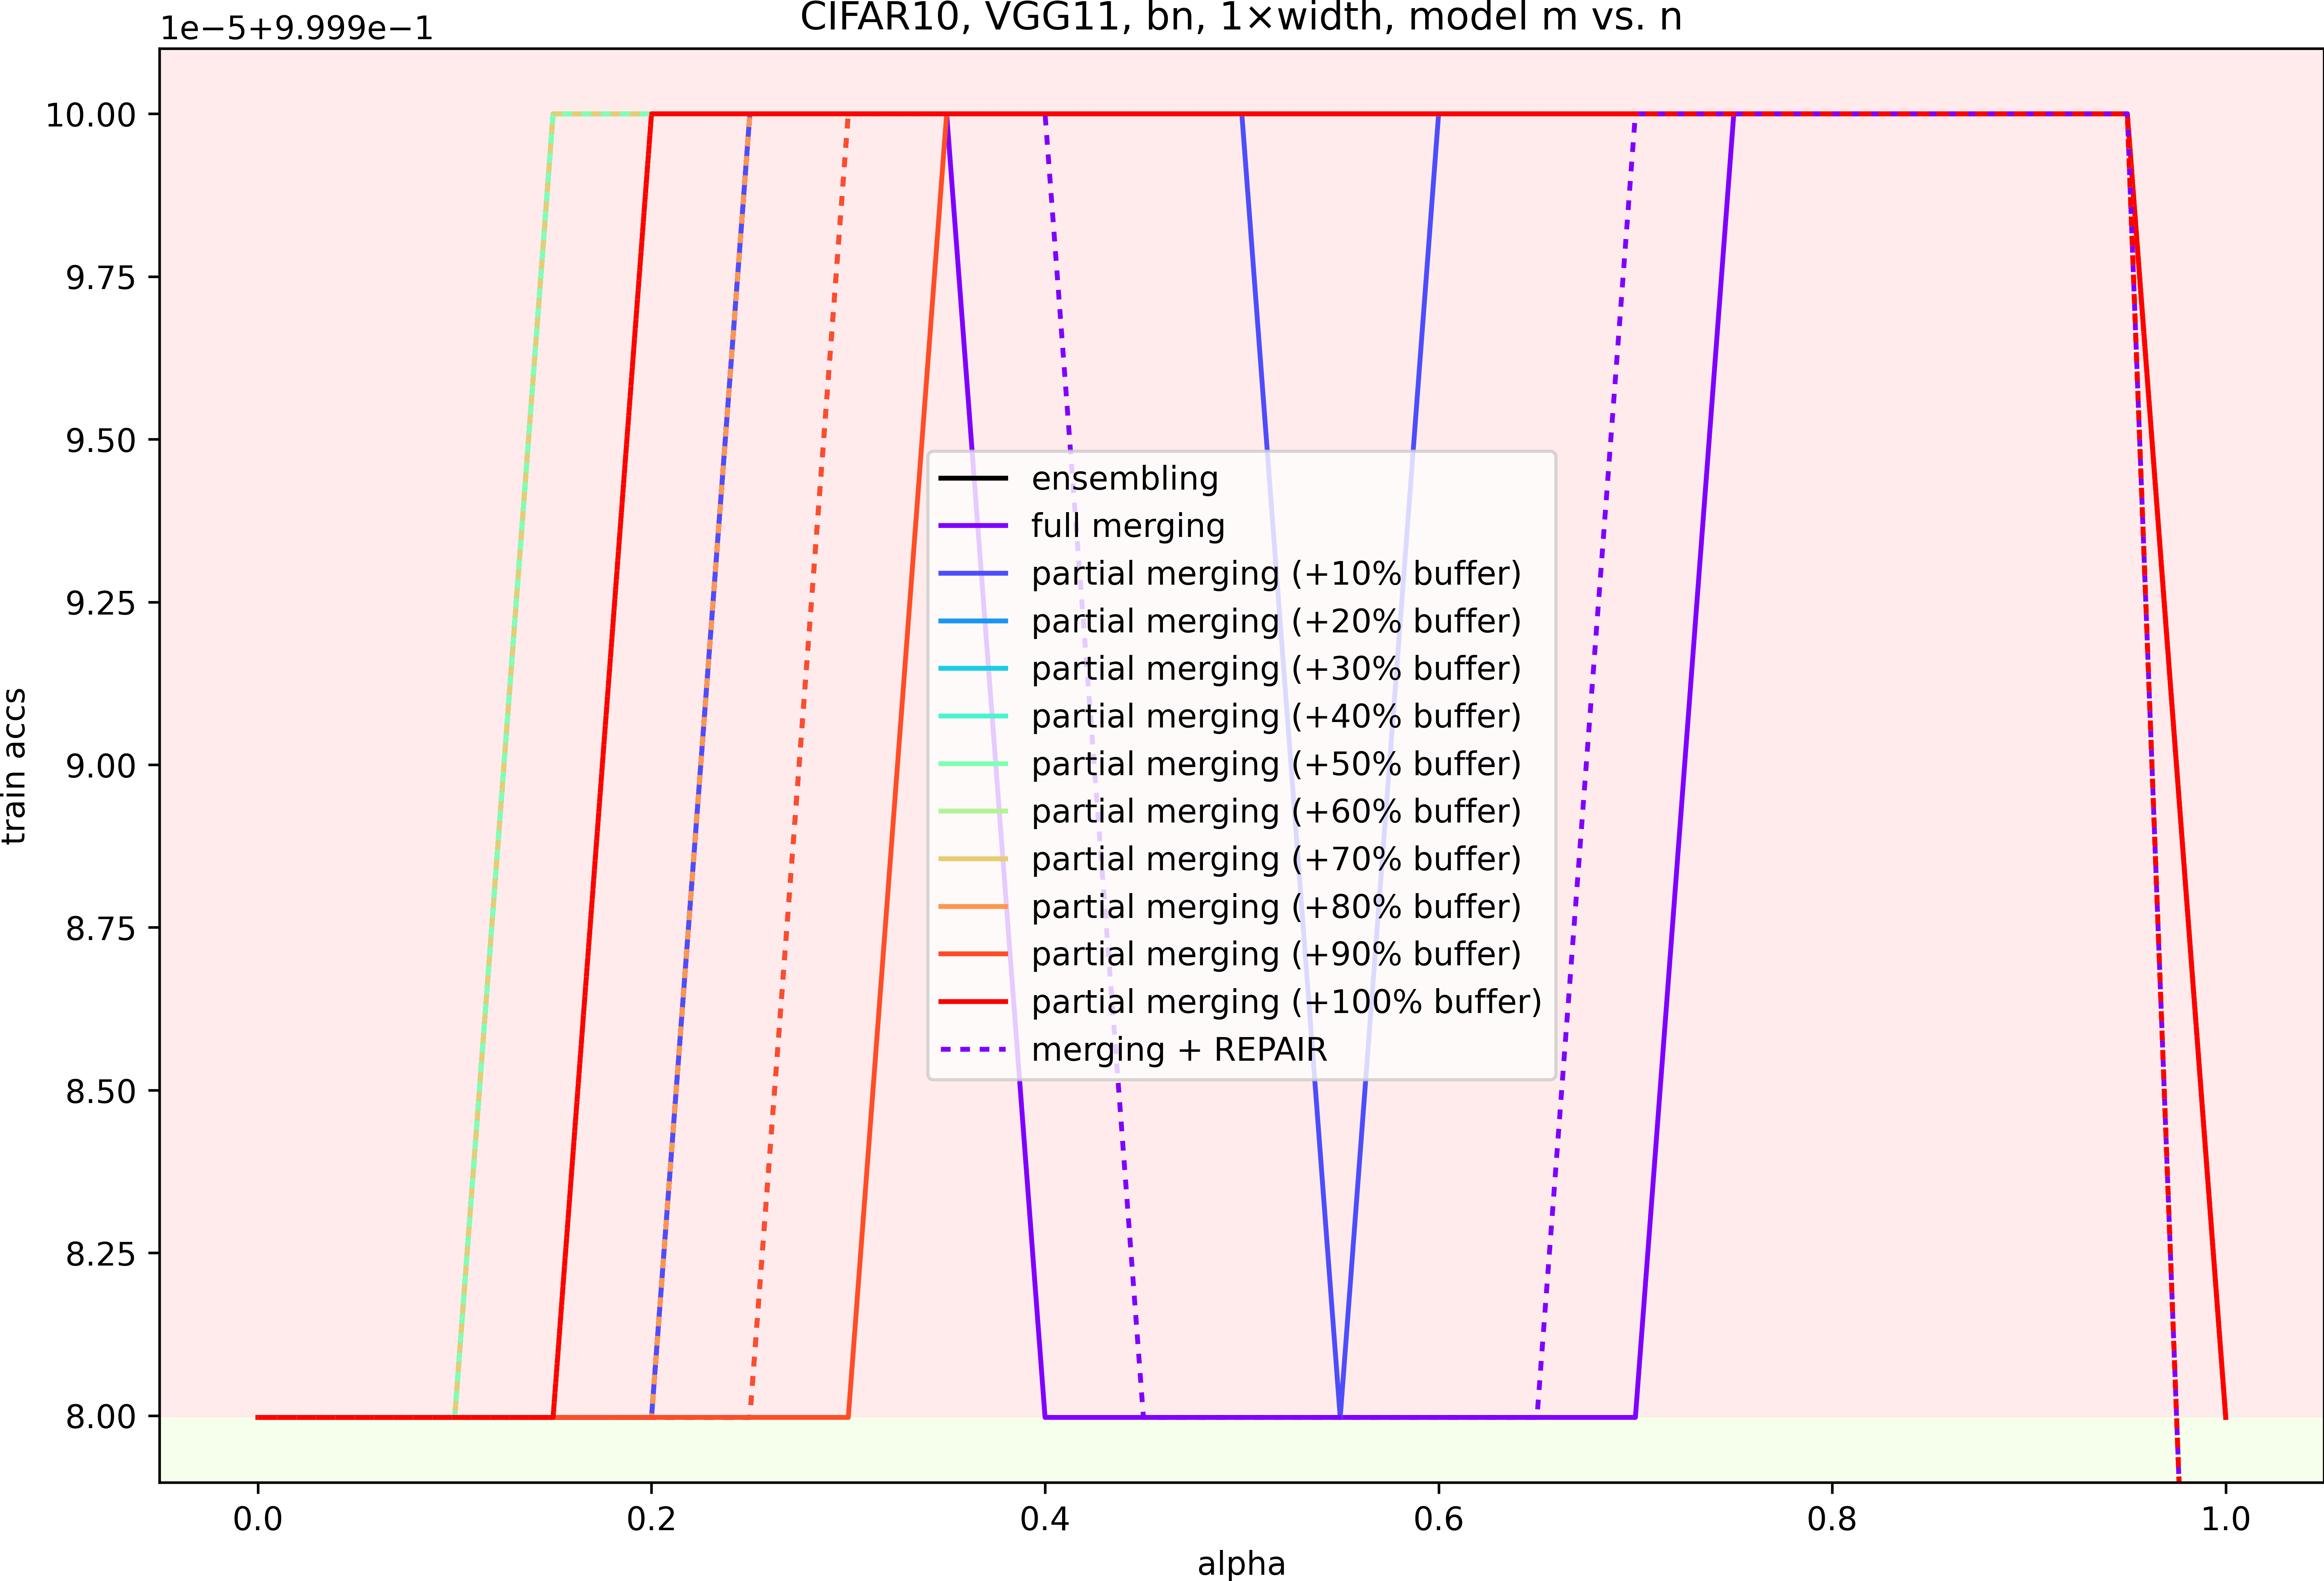 CIFAR10, VGG11, bn, 1×width, model m vs. n
1e−5+9.999e−1
10.00
9.75
9.50
9.25
9.00
8.75
8.50
8.25
8.00
train accs
ensembling
full merging
partial merging (+10% buffer)
partial merging (+20% buffer)
partial merging (+30% buffer)
partial merging (+40% buffer)
partial merging (+50% buffer)
partial merging (+60% buffer)
partial merging (+70% buffer)
partial merging (+80% buffer)
partial merging (+90% buffer)
partial merging (+100% buffer)
merging + REPAIR
0.0 0.2 0.4 0.6 0.8 1.0
alpha